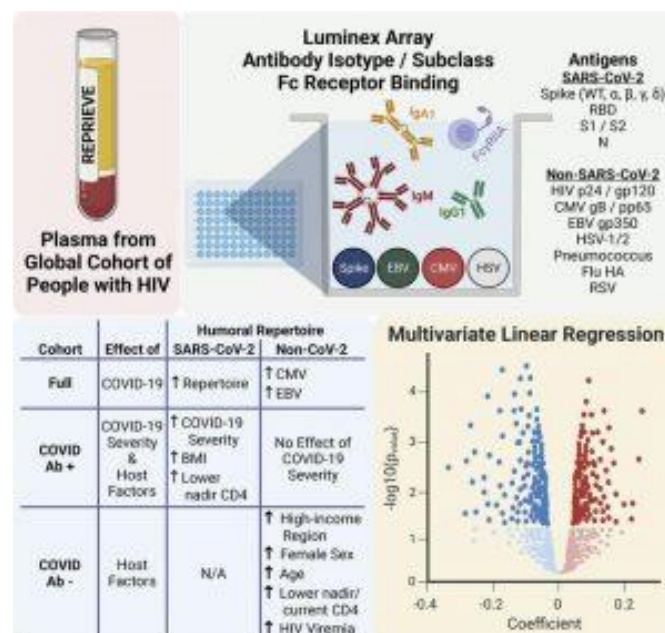 REPRIEVE
Plasma from
Global Cohort of
People with HIV
Luminex Array
Antibody Isotype / Subclass
Fc Receptor Binding
IgA1
FcγRIIA
IgM
IgG1
Spike
EBV
CMV
HSV
Antigens
SARS-CoV-2
Spike (WT, α, β, γ, δ)
RBD
S1 / S2
N
Non-SARS-CoV-2
HIV p24 / gp120
CMV gB / pp65
EBV gp350
HSV-1/2
Pneumococcus
Flu HA
RSV
Humoral Repertoire
Cohort Effect of SARS-CoV-2 Non-CoV-2
Full COVID-19 ↑ Repertoire ↑ CMV
↑ EBV
COVID
Ab +
COVID-19
Severity
&
Host
Factors
↑ COVID-19
Severity
↑ BMI
↑ Lower
nadir CD4
No Effect of
COVID-19
Severity
COVID
Ab -
Host
Factors
N/A
↑ High-income
Region
↑ Female Sex
↑ Age
↑ Lower nadir/
current CD4
↑ HIV Viremia
Multivariate Linear Regression
-log10(pvalue)
4
3
2
1
0
-0.4 -0.2 0 0.2
Coefficient